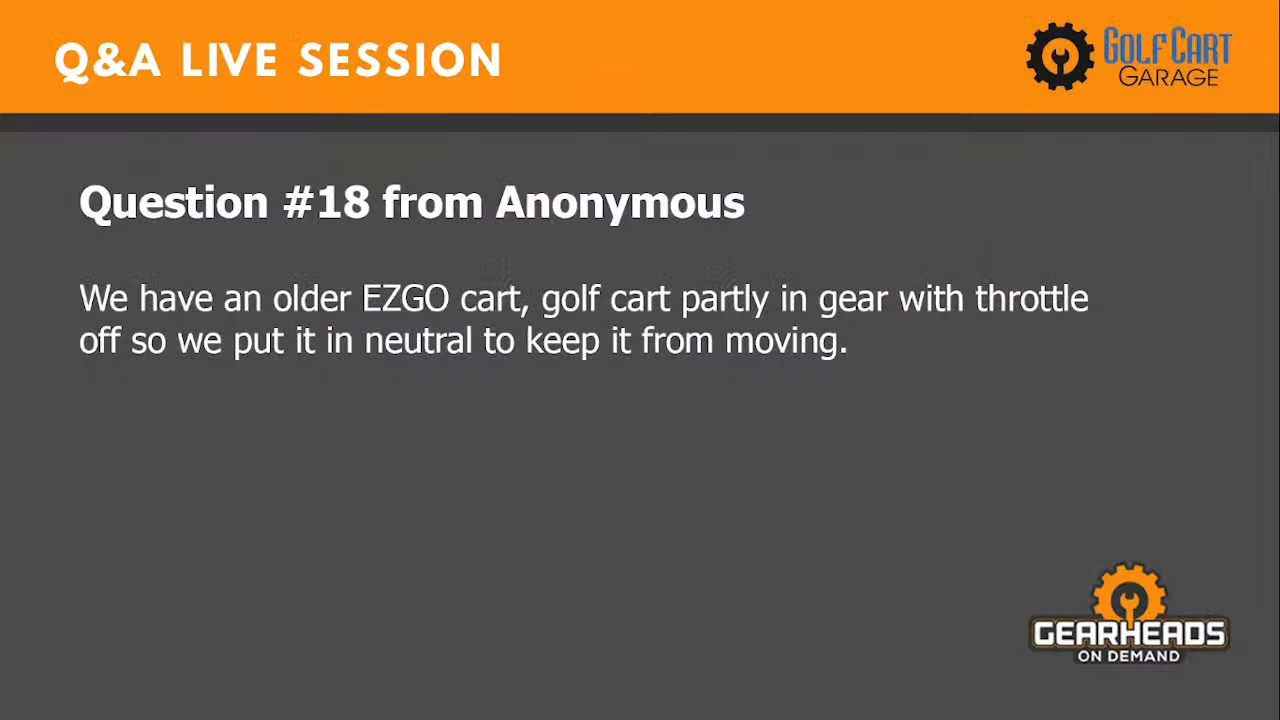 Q&A LIVE SESSION
GOLF CART
GARAGE
Question #18 from Anonymous
We have an older EZGO cart, golf cart partly in gear with throttle
off so we put it in neutral to keep it from moving.
GEARHEADS
ON DEMAND